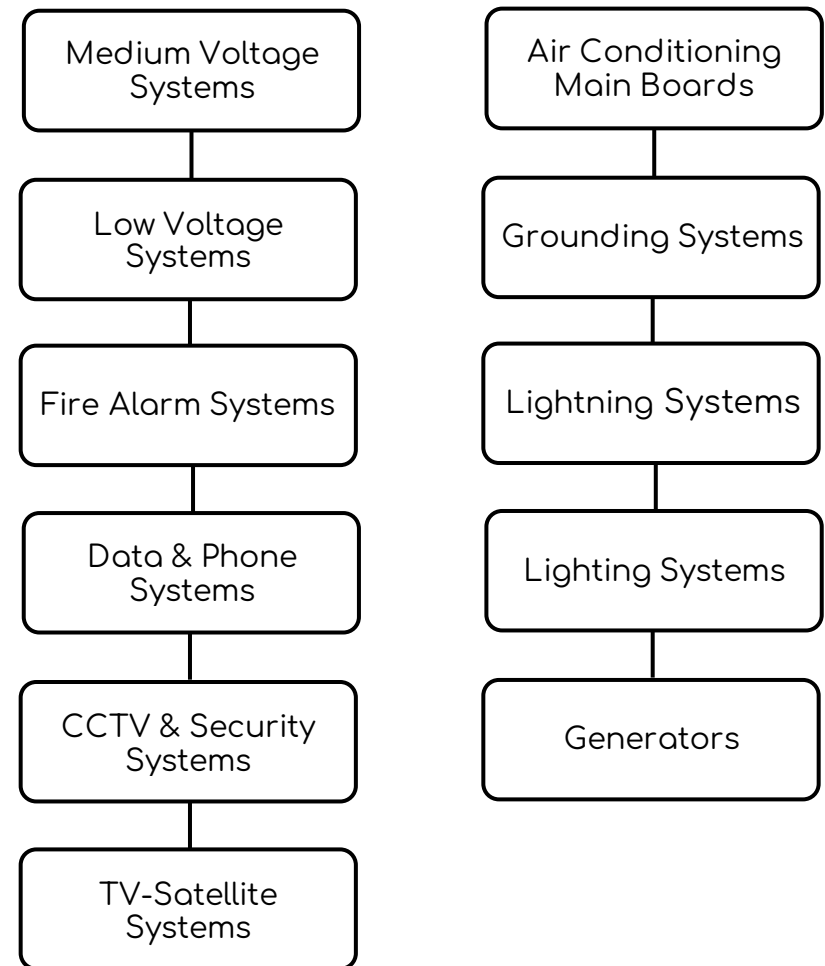 Medium Voltage
Systems
Low Voltage
Systems
Fire Alarm Systems
Data & Phone
Systems
CCTV & Security
Systems
TV-Satellite
Systems
Air Conditioning
Main Boards
Grounding Systems
Lightning Systems
Lighting Systems
Generators